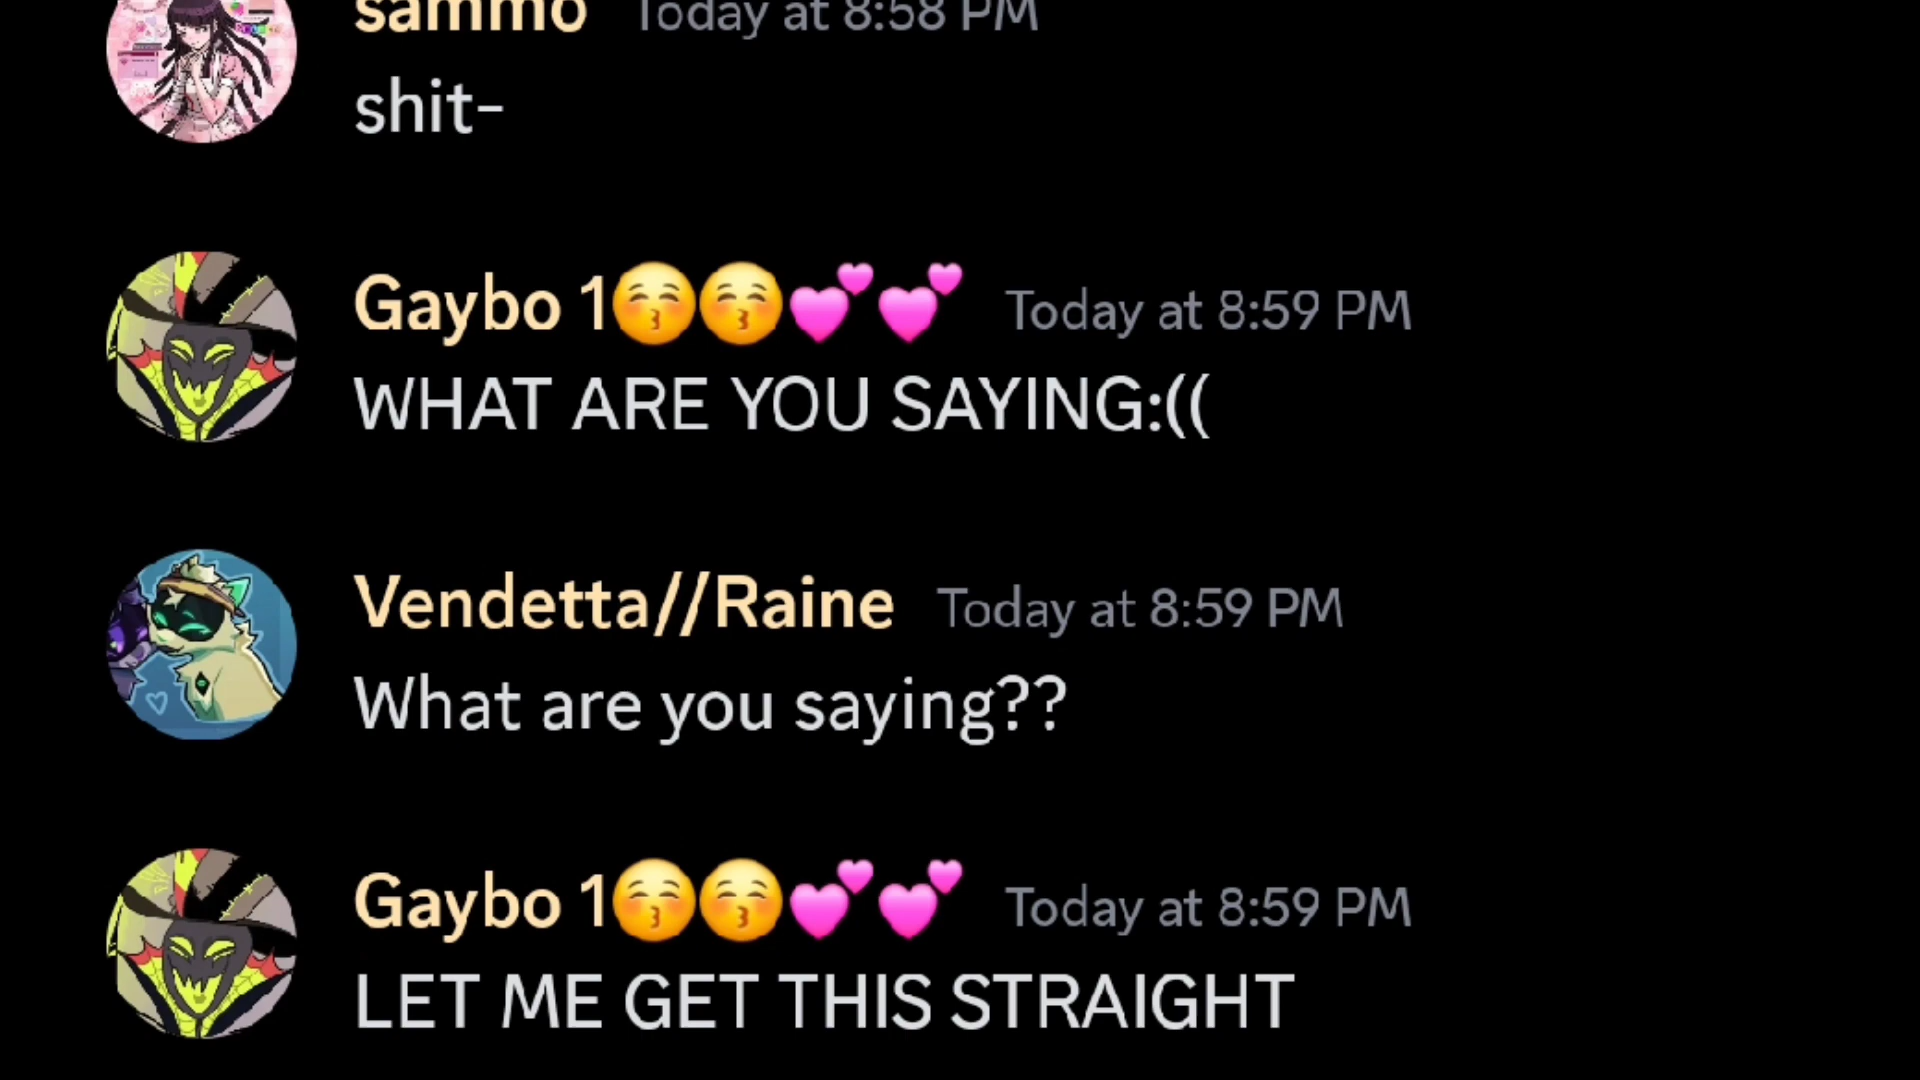 sammo Today at 8:58 PM
shit-
Gaybo 1😚😚💕💕 Today at 8:59 PM
WHAT ARE YOU SAYING:((
Vendetta//Raine Today at 8:59 PM
What are you saying??
Gaybo 1😚😚💕💕 Today at 8:59 PM
LET ME GET THIS STRAIGHT